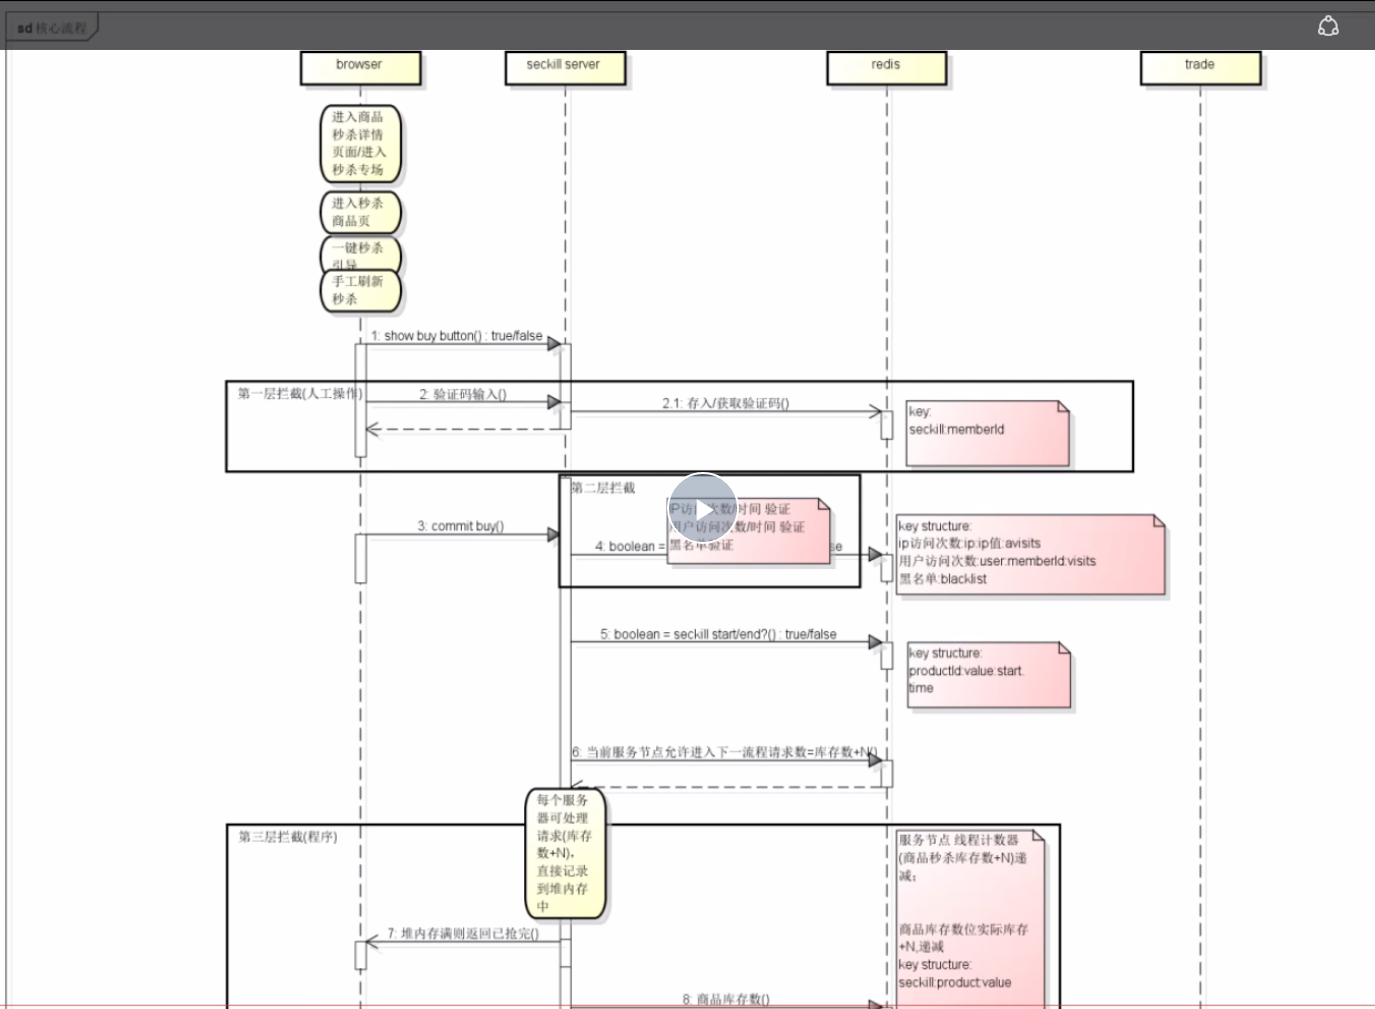 sd 核心流程
browser
seckill server
redis
trade
进入商品
秒杀详情
页面/进入
秒杀专场
进入秒杀
商品页
一键秒杀
引导
手工刷新
秒杀
1: show buy button() : true/false
第一层拦截(人工操作)
2: 验证码输入()
2.1: 存入/获取验证码()
key:
seckill:memberId
第二层拦截
IP访问次数/时间 验证
用户访问次数/时间 验证
黑名单验证
3: commit buy()
4: boolean =
se
key structure:
ip访问次数:ip:ip值:avisits
用户访问次数:user:memberId:visits
黑名单:blacklist
5: boolean = seckill start/end?() : true/false
key structure:
productId:value:start.
time
6: 当前服务节点允许进入下一流程请求数=库存数+N()
每个服务
器可处理
请求(库存
数+N)，
直接记录
到堆内存
中
第三层拦截(程序)
服务节点 线程计数器
(商品秒杀库存数+N)递
减；
商品库存数位实际库存
+N,递减
key structure:
seckill:product:value
7: 堆内存满则返回已抢完()
8: 商品库存数()